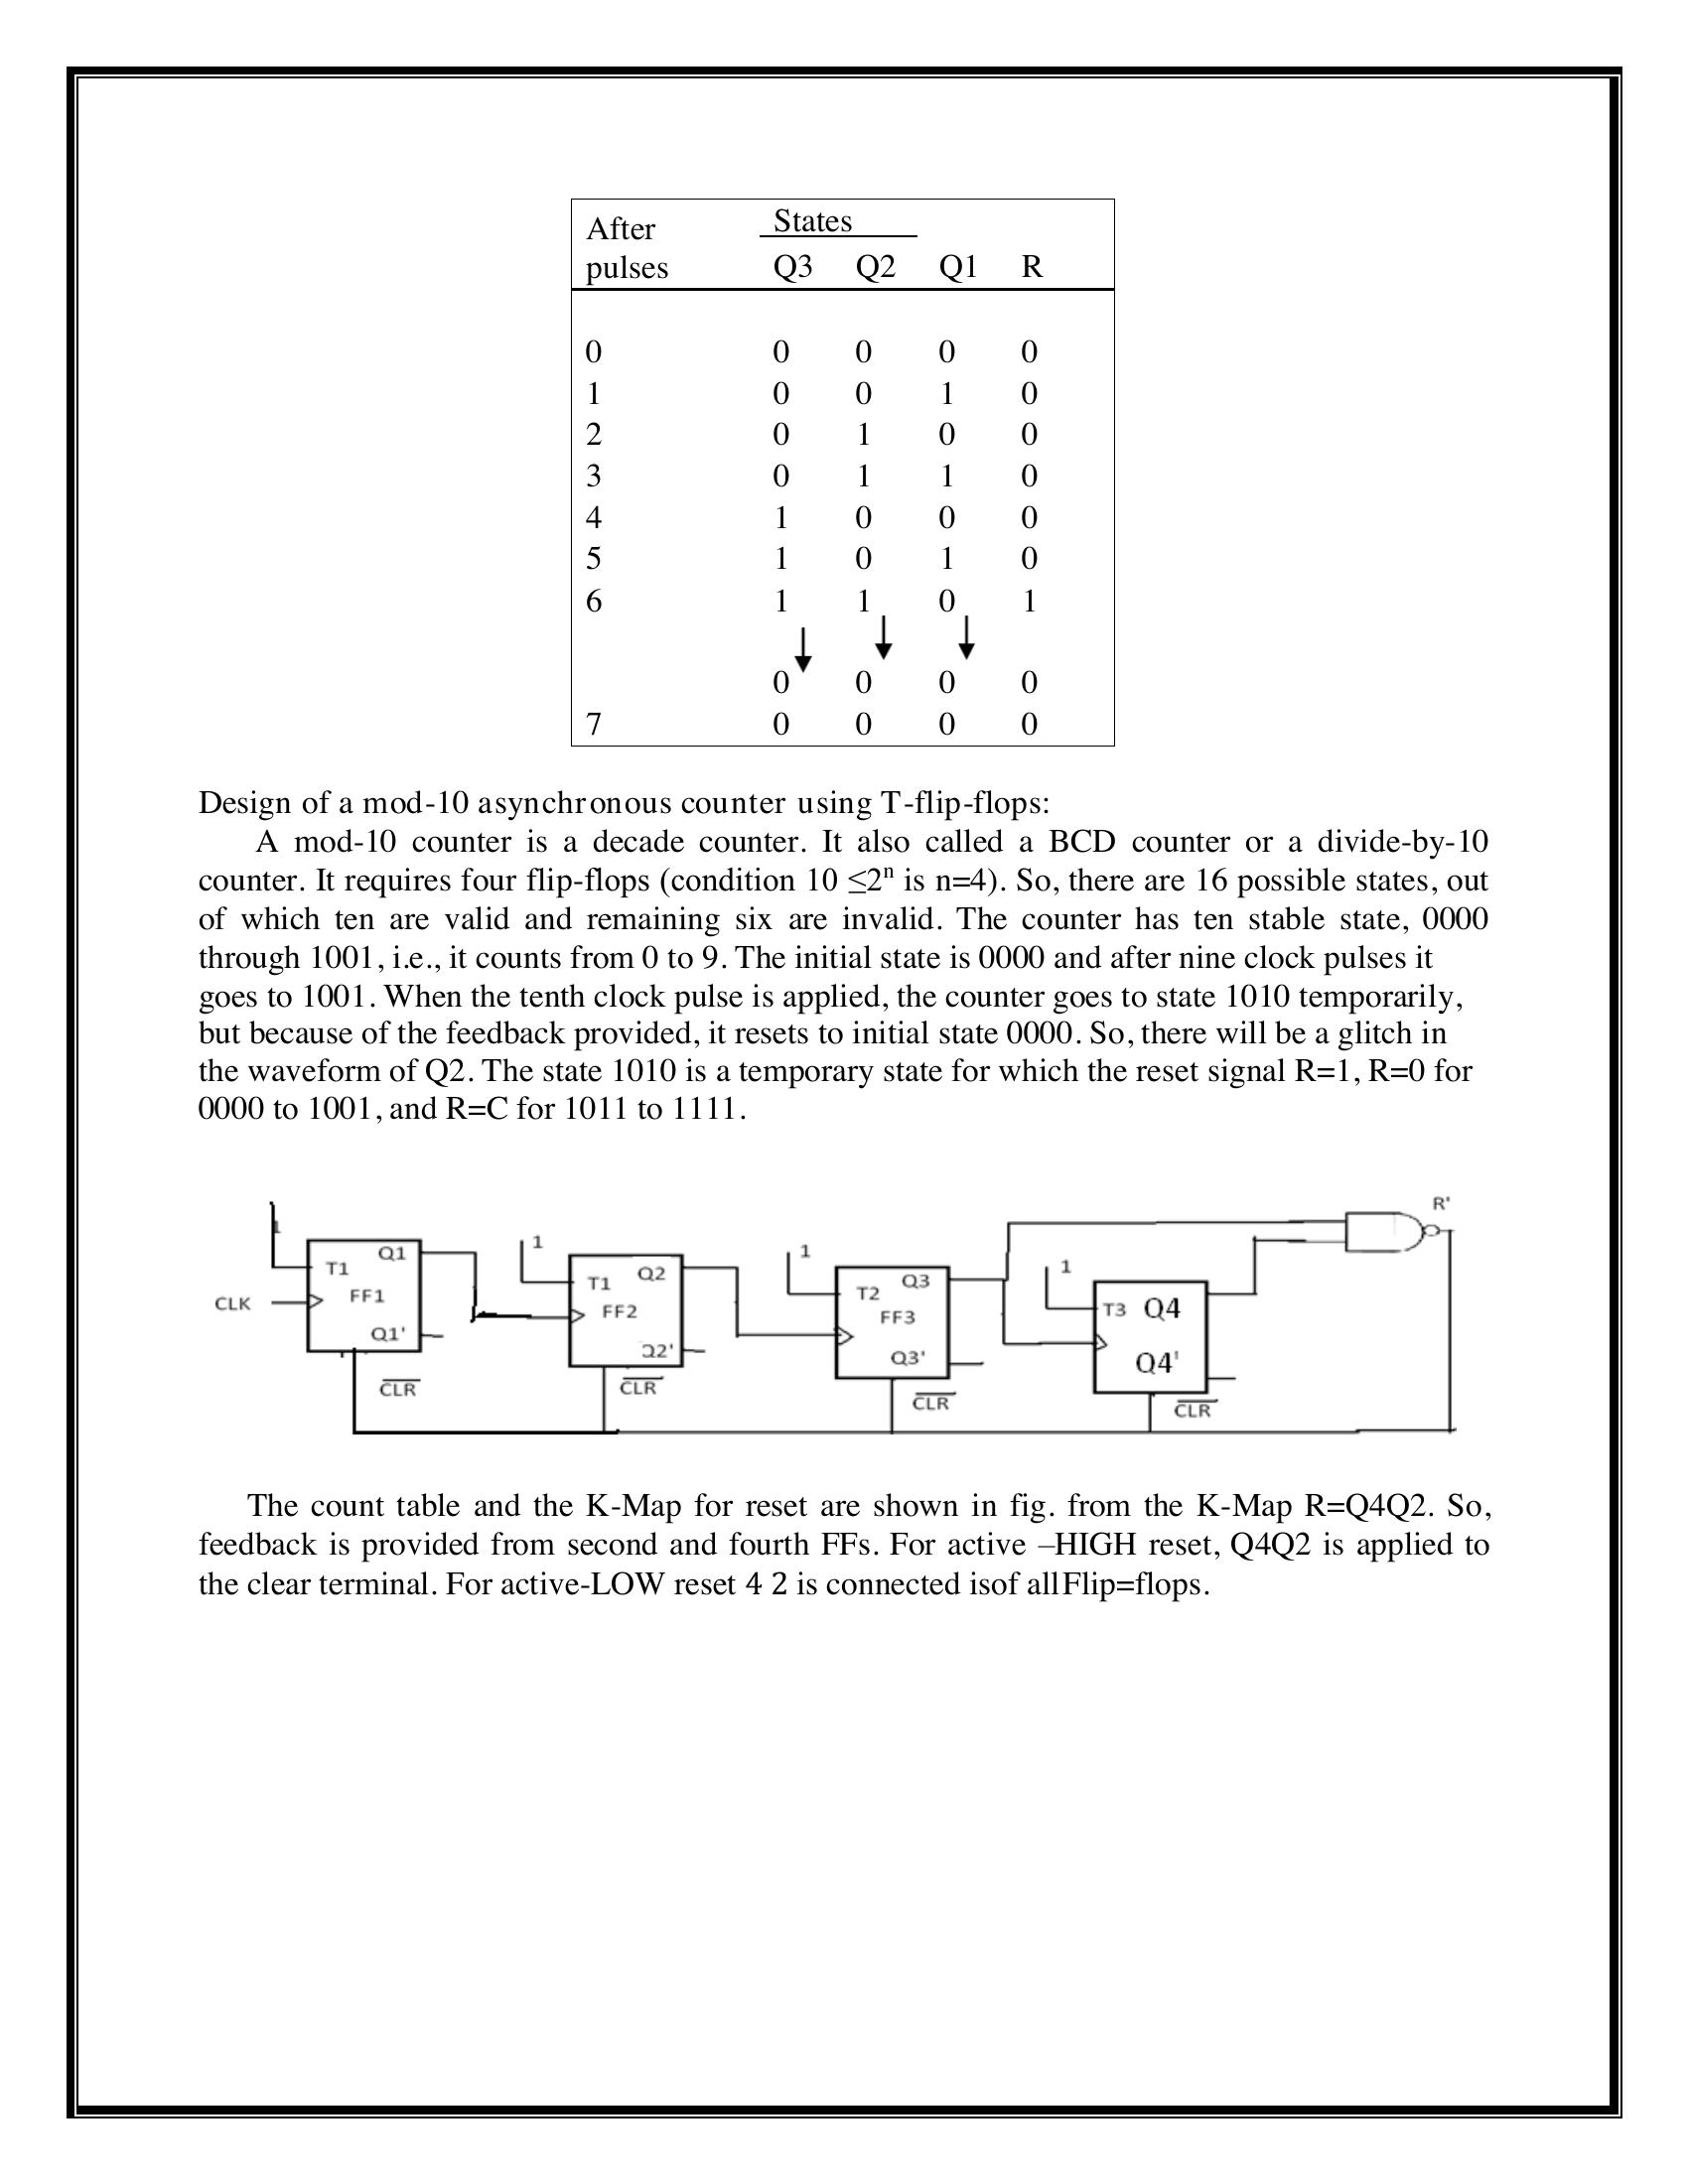 After States
pulses Q3 Q2 Q1 R
0 0 0 0 0
1 0 0 1 0
2 0 1 0 0
3 0 1 1 0
4 1 0 0 0
5 1 0 1 0
6 1 1 0 1
0 0 0 0
7 0 0 0 0
Design of a mod-10 asynchronous counter using T-flip-flops:
A mod-10 counter is a decade counter. It also called a BCD counter or a divide-by-10
counter. It requires four flip-flops (condition 10 ≤2ⁿ is n=4). So, there are 16 possible states, out
of which ten are valid and remaining six are invalid. The counter has ten stable state, 0000
through 1001, i.e., it counts from 0 to 9. The initial state is 0000 and after nine clock pulses it
goes to 1001. When the tenth clock pulse is applied, the counter goes to state 1010 temporarily,
but because of the feedback provided, it resets to initial state 0000. So, there will be a glitch in
the waveform of Q2. The state 1010 is a temporary state for which the reset signal R=1, R=0 for
0000 to 1001, and R=C for 1011 to 1111.
R'
1 1 1 1
T1 Q1 T1 Q2 T2 Q3 T3 Q4
CLK FF1 FF2 FF3
Q1' Q2' Q3' Q4'
CLR CLR CLR CLR
The count table and the K-Map for reset are shown in fig. from the K-Map R=Q4Q2. So,
feedback is provided from second and fourth FFs. For active –HIGH reset, Q4Q2 is applied to
the clear terminal. For active-LOW reset 4 2 is connected isof allFlip=flops.